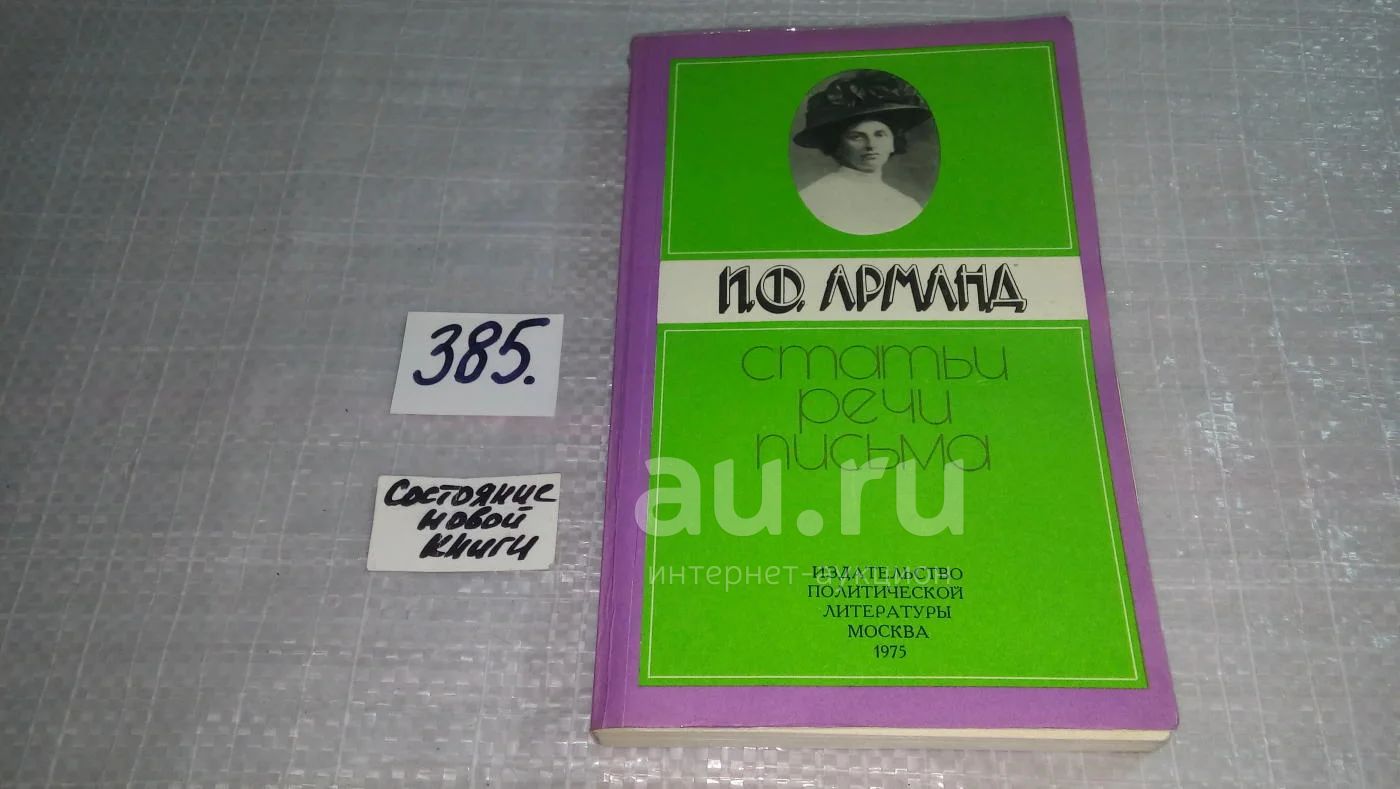 385.
Состояние
новой
книги
И.Ф. АРМАНД
статьи
речи
письма
au.ru
интернет-аукцион
ИЗДАТЕЛЬСТВО
ПОЛИТИЧЕСКОЙ
ЛИТЕРАТУРЫ
МОСКВА
1975